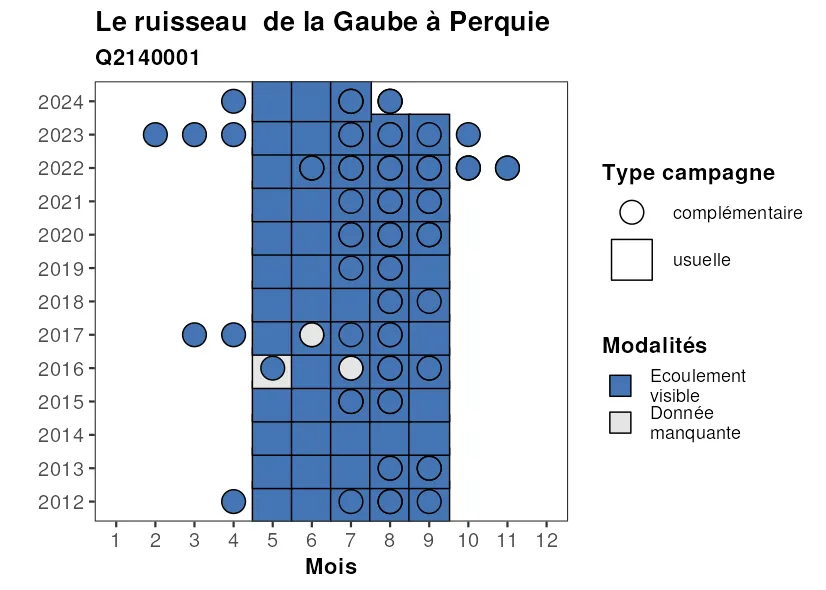 Le ruisseau  de la Gaube à Perquie
Q2140001
2024
2023
2022
2021
2020
2019
2018
2017
2016
2015
2014
2013
2012
1 2 3 4 5 6 7 8 9 10 11 12
Mois
Type campagne
complémentaire
usuelle
Modalités
Ecoulement
visible
Donnée
manquante